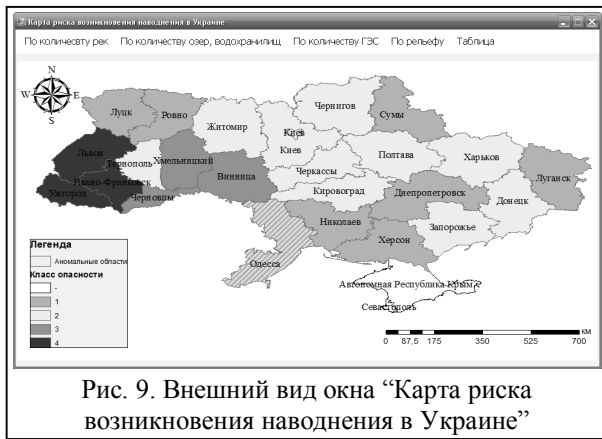 Карта риска возникновения наводнения в Украине
По количесвту рек По количеству озер, водохранилищ По количеству ГЭС По рельефу Таблица
N
W E
S
Чернигов
Луцк Ровно Сумы
Житомир
Киев
Киев
Львов Полтава Харьков
Тернополь Хмельницкий
Черкассы Луганск
Ивано-Франковск Винница
Ужгород Кировоград Днепропетровск
Черновцы Донецк
Николаев Запорожье
Херсон
Одесса
Автономная Республика Крым
Севастополь
Легенда
Аномальные области
Класс опасности
-
1
2
3
4
км
0 87,5 175 350 525 700
Рис. 9. Внешний вид окна “Карта риска
возникновения наводнения в Украине”